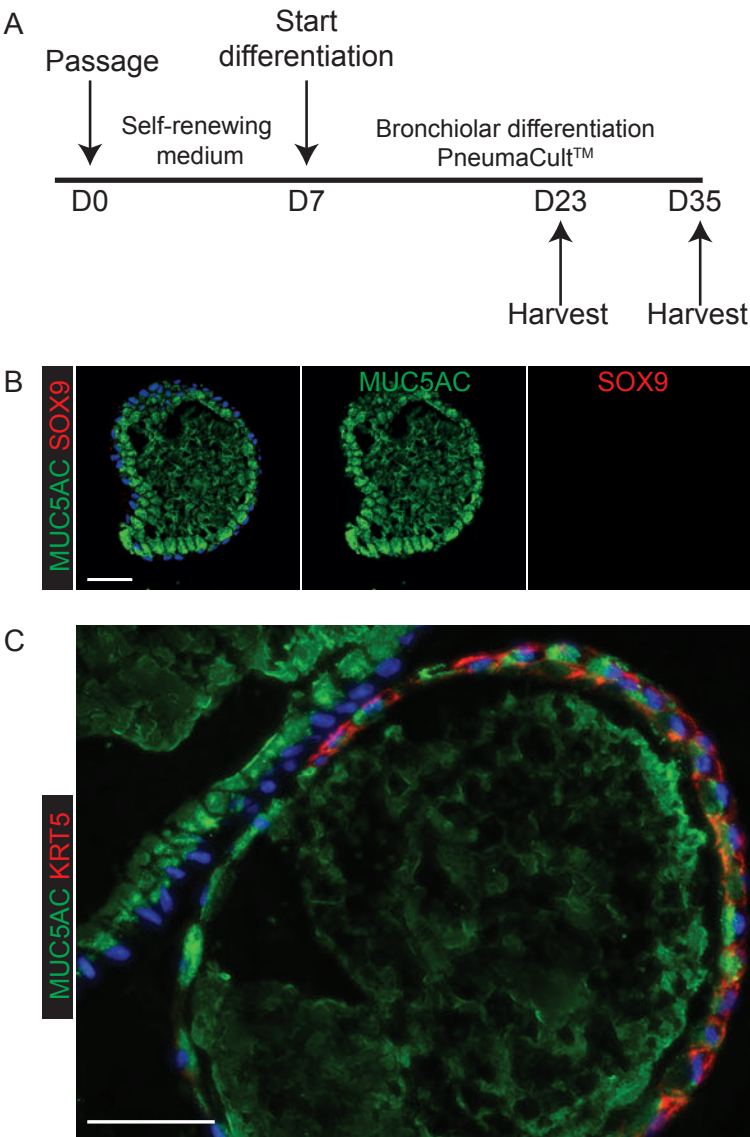 A
Passage
Start
differentiation
Self-renewing
medium
Bronchiolar differentiation
PneumaCult™
D0
D7
D23
D35
Harvest
Harvest
B
MUC5AC SOX9
MUC5AC
SOX9
C
MUC5AC KRT5